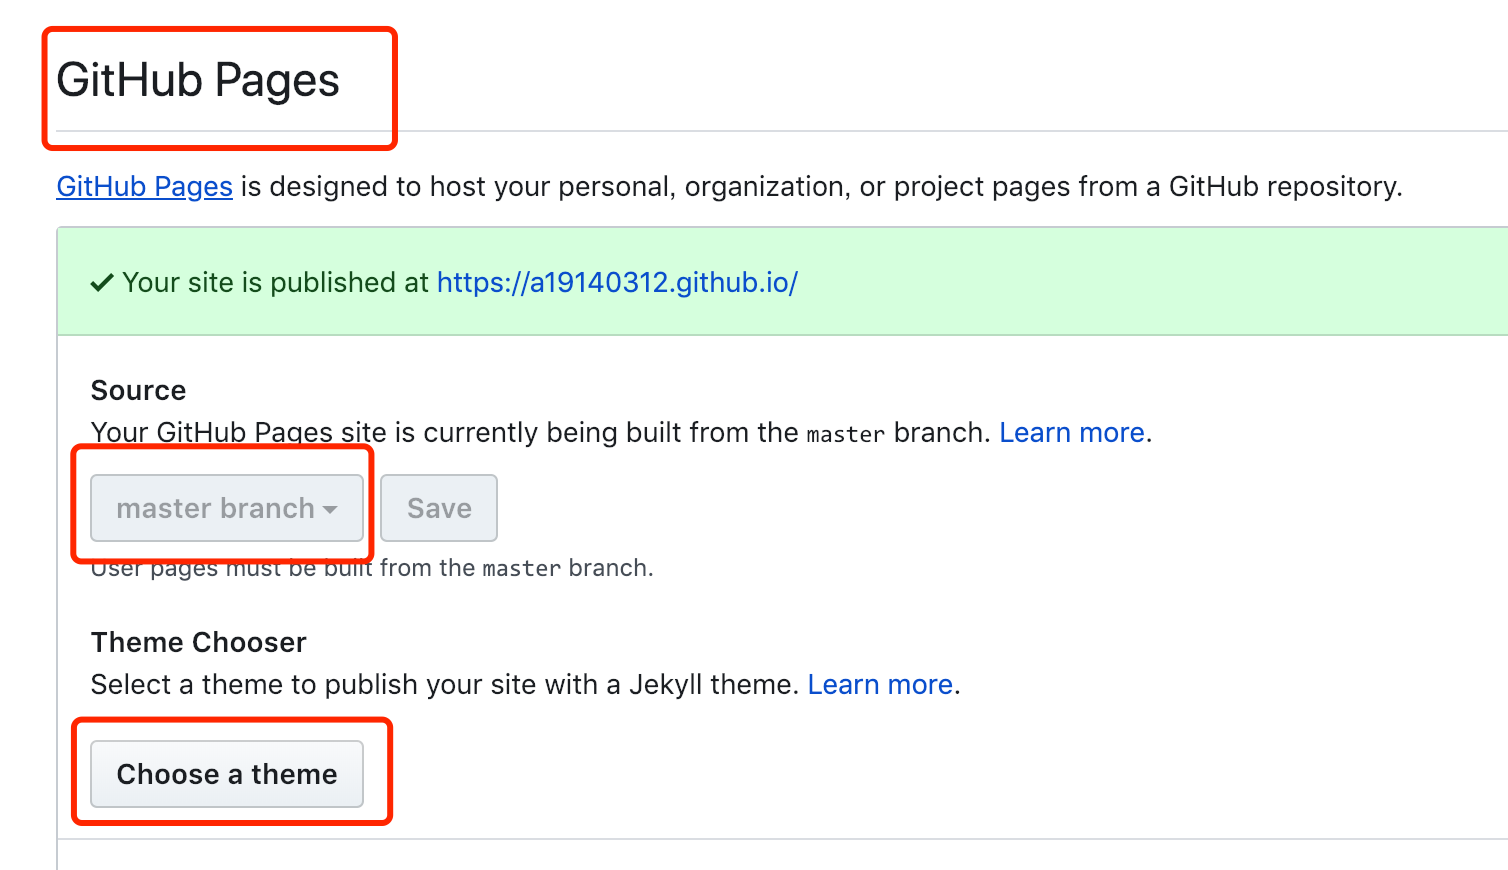 GitHub Pages
GitHub Pages is designed to host your personal, organization, or project pages from a GitHub repository.
Your site is published at https://a19140312.github.io/
Source
Your GitHub Pages site is currently being built from the master branch. Learn more.
master branch
Save
User pages must be built from the master branch.
Theme Chooser
Select a theme to publish your site with a Jekyll theme. Learn more.
Choose a theme